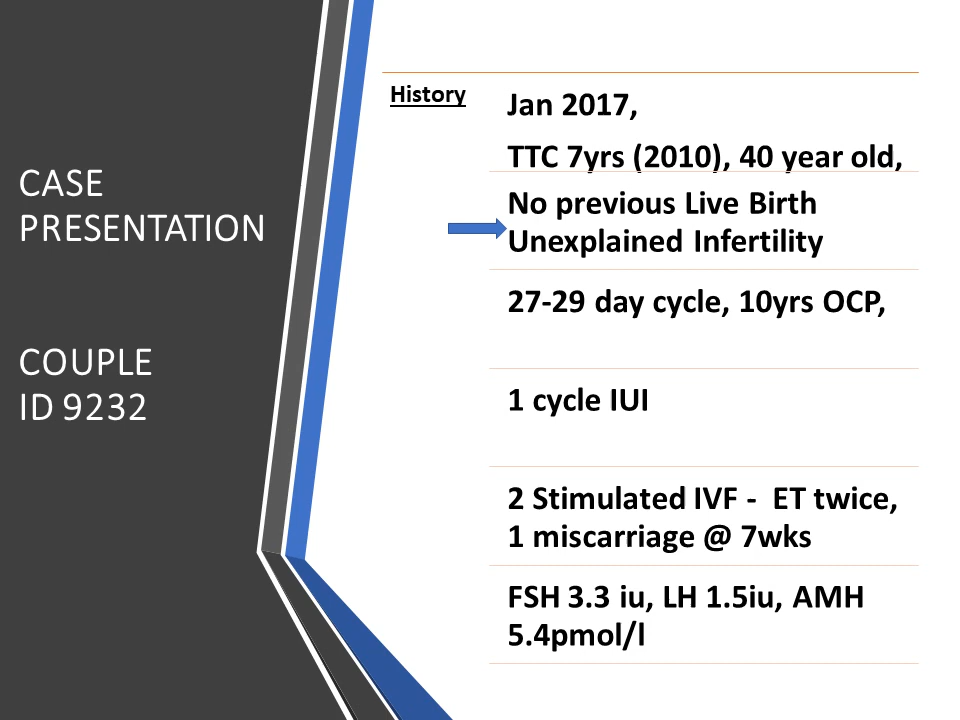 CASE
PRESENTATION
COUPLE
ID 9232
History
Jan 2017,
TTC 7yrs (2010), 40 year old,
No previous Live Birth
Unexplained Infertility
27-29 day cycle, 10yrs OCP,
1 cycle IUI
2 Stimulated IVF -  ET twice,
1 miscarriage @ 7wks
FSH 3.3 iu, LH 1.5iu, AMH
5.4pmol/l